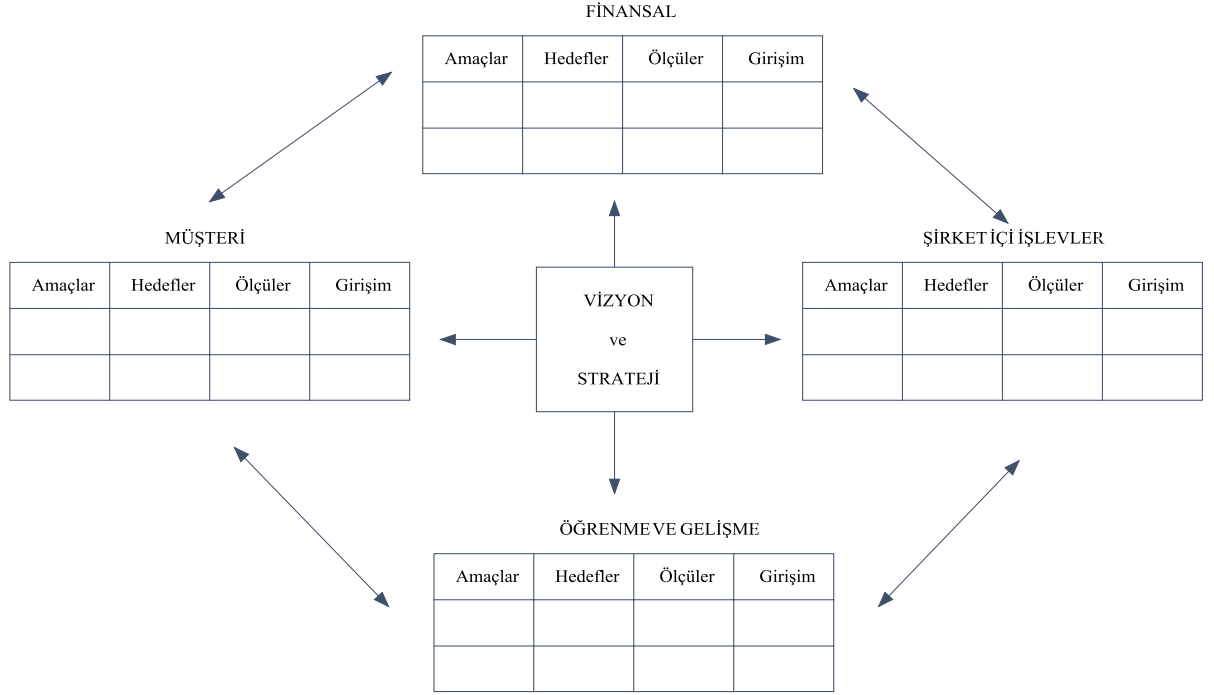 FİNANSAL
Amaçlar Hedefler Ölçüler Girişim
MÜŞTERİ
Amaçlar Hedefler Ölçüler Girişim
VİZYON
ve
STRATEJİ
ŞİRKET İÇİ İŞLEVLER
Amaçlar Hedefler Ölçüler Girişim
ÖĞRENME VE GELİŞME
Amaçlar Hedefler Ölçüler Girişim